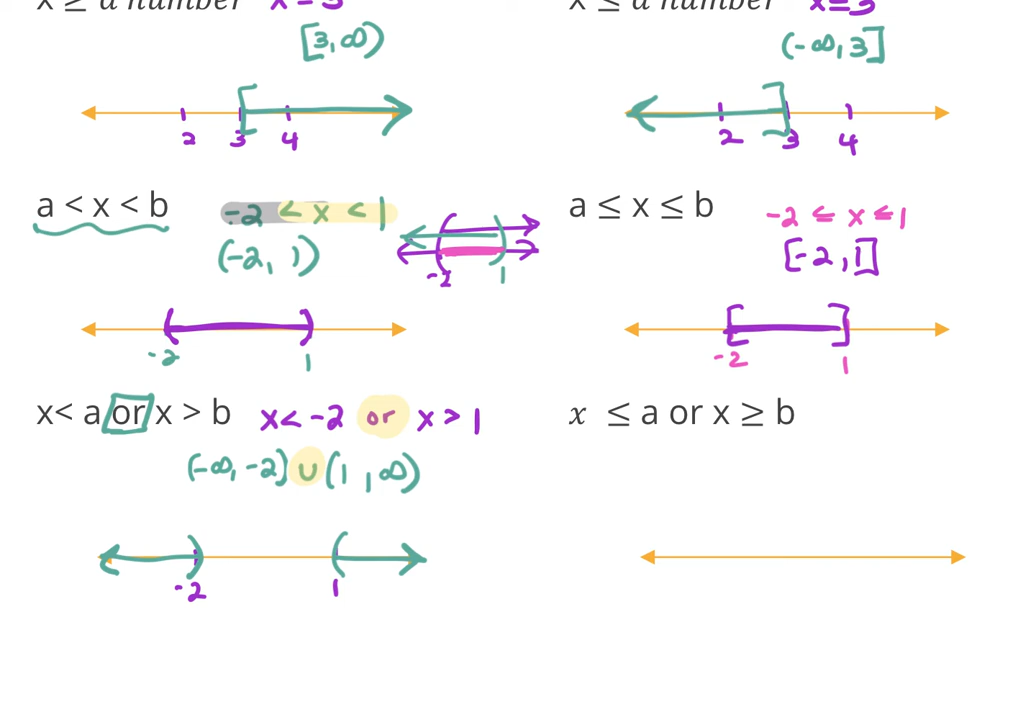 x ≥ a number x = 3
x ≤ a number x = 3
[3, ∞)
(-∞, 3]
2 3 4
2 3 4
a < x < b -2 < x < 1
a ≤ x ≤ b -2 ≤ x ≤ 1
(-2, 1)
[-2, 1]
-2 1
-2 1
-2 1
x< a or x > b x < -2 or x > 1
x ≤ a or x ≥ b
(-∞, -2) ∪ (1, ∞)
-2 1